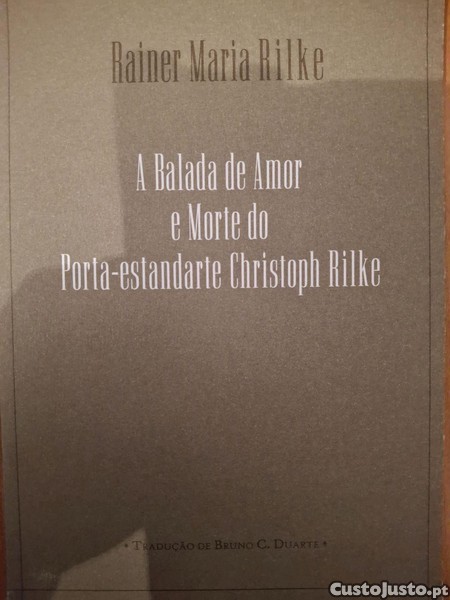 Rainer Maria Rilke
A Balada de Amor
e Morte do
Porta-estandarte Christoph Rilke
• Tradução de Bruno C. Duarte •
CustoJusto.pt